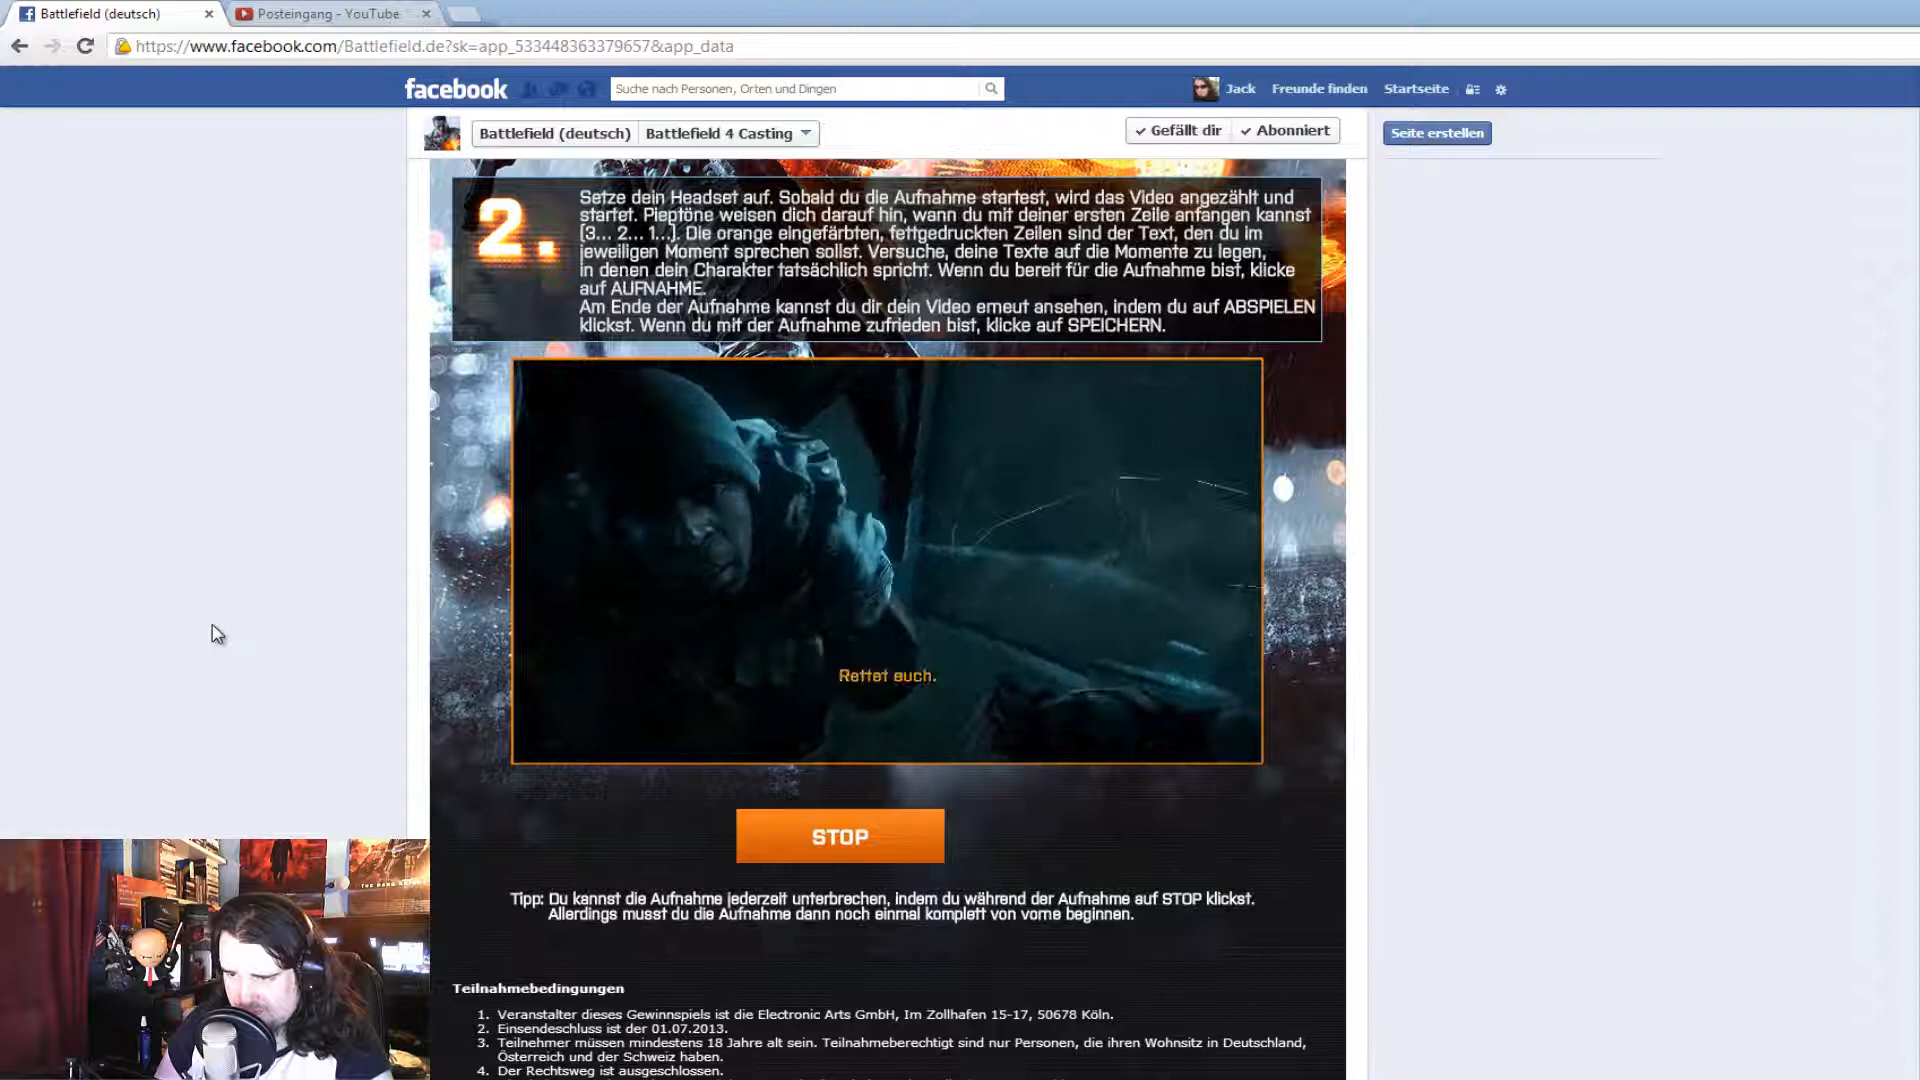 Battlefield (deutsch)
Posteingang - YouTube
https://www.facebook.com/Battlefield.de?sk=app_533448363379657&app_data
facebook
Suche nach Personen, Orten und Dingen
Jack
Freunde finden
Startseite
Battlefield (deutsch)
Battlefield 4 Casting
Gefällt dir
Abonniert
Seite erstellen
2.
Setze dein Headset auf. Sobald du die Aufnahme startest, wird das Video angezählt und
startet. Pieptöne weisen dich darauf hin, wann du mit deiner ersten Zeile anfangen kannst
(3... 2... 1...). Die orange eingefärbten, fettgedruckten Zeilen sind der Text, den du im
jeweiligen Moment sprechen sollst. Versuche, deine Texte auf die Momente zu legen,
in denen dein Charakter tatsächlich spricht. Wenn du bereit für die Aufnahme bist, klicke
auf AUFNAHME.
Am Ende der Aufnahme kannst du dir dein Video erneut ansehen, indem du auf ABSPIELEN
klickst. Wenn du mit der Aufnahme zufrieden bist, klicke auf SPEICHERN.
Rettet euch.
STOP
Tipp: Du kannst die Aufnahme jederzeit unterbrechen, indem du während der Aufnahme auf STOP klickst.
Allerdings musst du die Aufnahme dann noch einmal komplett von vorne beginnen.
THE DARK KNIGHT
Teilnahmebedingungen
1. Veranstalter dieses Gewinnspiels ist die Electronic Arts GmbH, Im Zollhafen 15-17, 50678 Köln.
2. Einsendeschluss ist der 01.07.2013.
3. Teilnehmer müssen mindestens 18 Jahre alt sein. Teilnahmeberechtigt sind nur Personen, die ihren Wohnsitz in Deutschland,
Österreich und der Schweiz haben.
4. Der Rechtsweg ist ausgeschlossen.